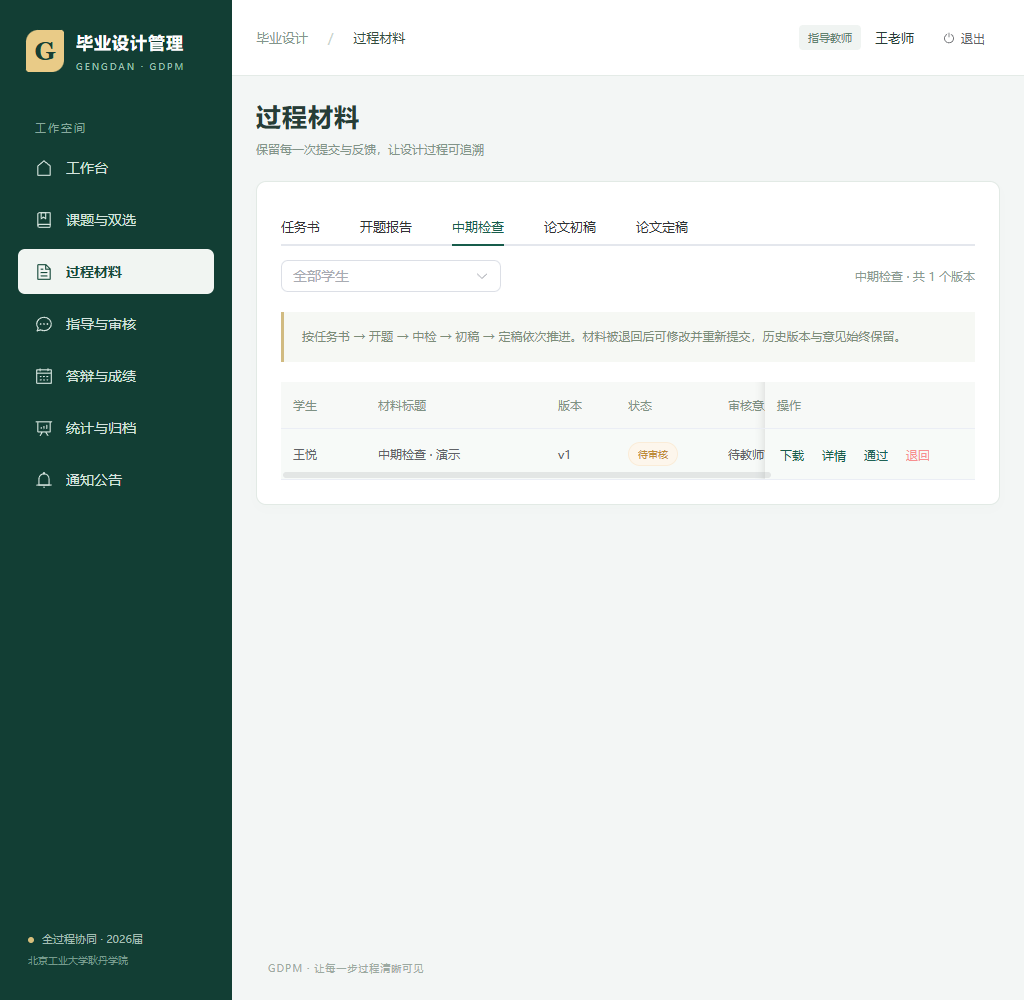 G
毕业设计管理
GENGDAN · GDPM
工作空间
工作台
课题与双选
过程材料
指导与审核
答辩与成绩
统计与归档
通知公告
全过程协同 · 2026届
北京工业大学耿丹学院
毕业设计 / 过程材料
指导教师 王老师 退出
过程材料
保留每一次提交与反馈，让设计过程可追溯
任务书 开题报告 中期检查 论文初稿 论文定稿
全部学生 中期检查 · 共 1 个版本
按任务书 → 开题 → 中检 → 初稿 → 定稿依次推进。材料被退回后可修改并重新提交，历史版本与意见始终保留。
学生 材料标题 版本 状态 审核意 操作
王悦 中期检查 · 演示 v1 待审核 待教师 下载 详情 通过 退回
GDPM · 让每一步过程清晰可见